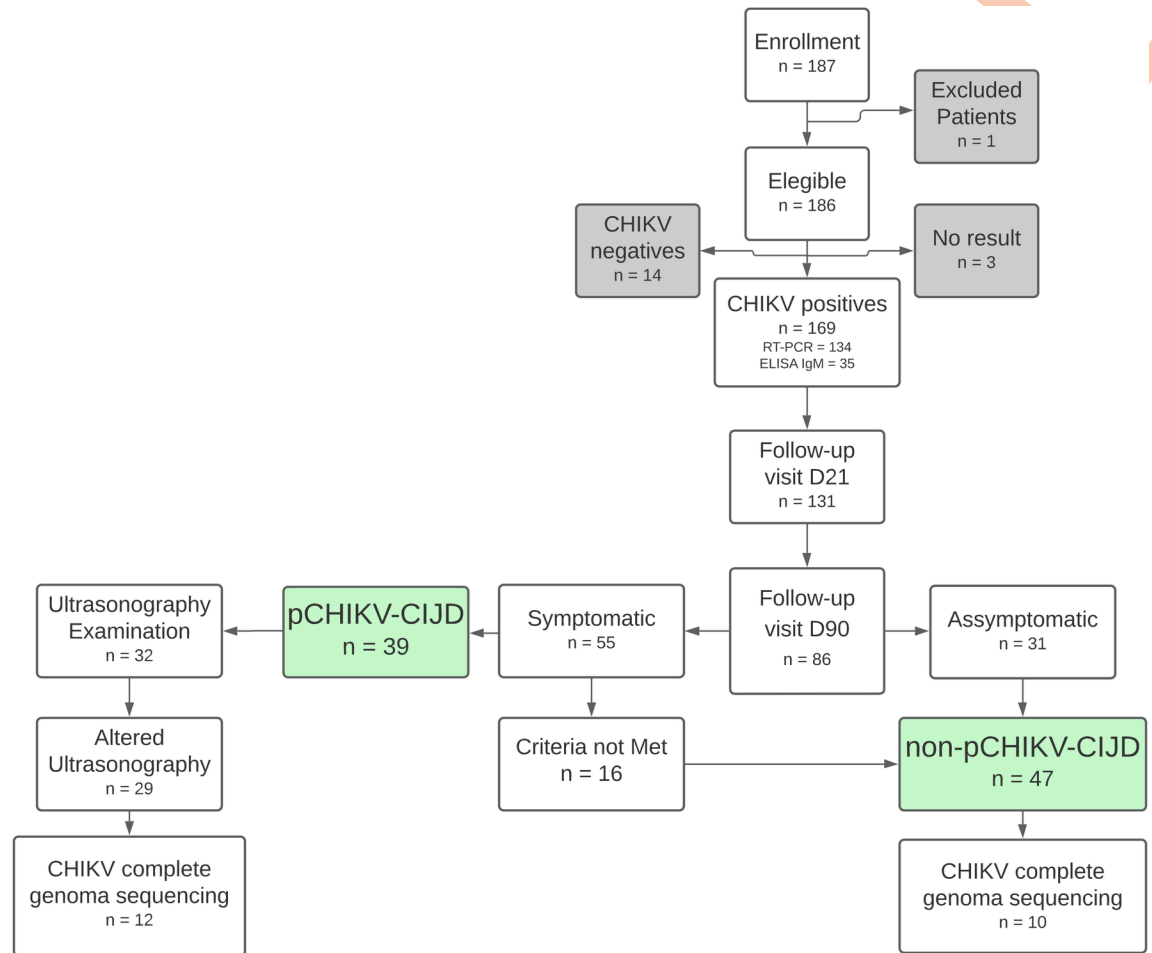 Enrollment
n = 187
Excluded
Patients
n = 1
Elegible
n = 186
CHIKV
negatives
n = 14
No result
n = 3
CHIKV positives
n = 169
RT-PCR = 134
ELISA IgM = 35
Follow-up
visit D21
n = 131
Ultrasonography
Examination
n = 32
pCHIKV-CIJD
n = 39
Symptomatic
n = 55
Follow-up
visit D90
n = 86
Assymptomatic
n = 31
Altered
Ultrasonography
n = 29
Criteria not Met
n = 16
non-pCHIKV-CIJD
n = 47
CHIKV complete
genoma sequencing
n = 12
CHIKV complete
genoma sequencing
n = 10